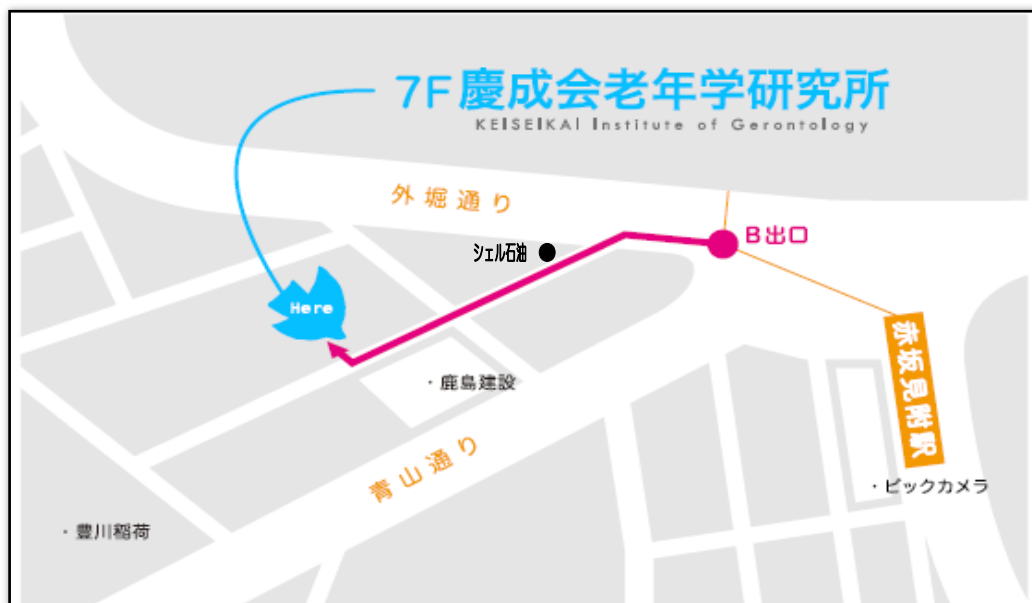 7F 慶成会老年学研究所
KEISEIKAI Institute of Gerontology
外堀通り
B出口
シェル石油
Here
赤坂見附駅
・鹿島建設
青山通り
・ビックカメラ
・豊川稲荷